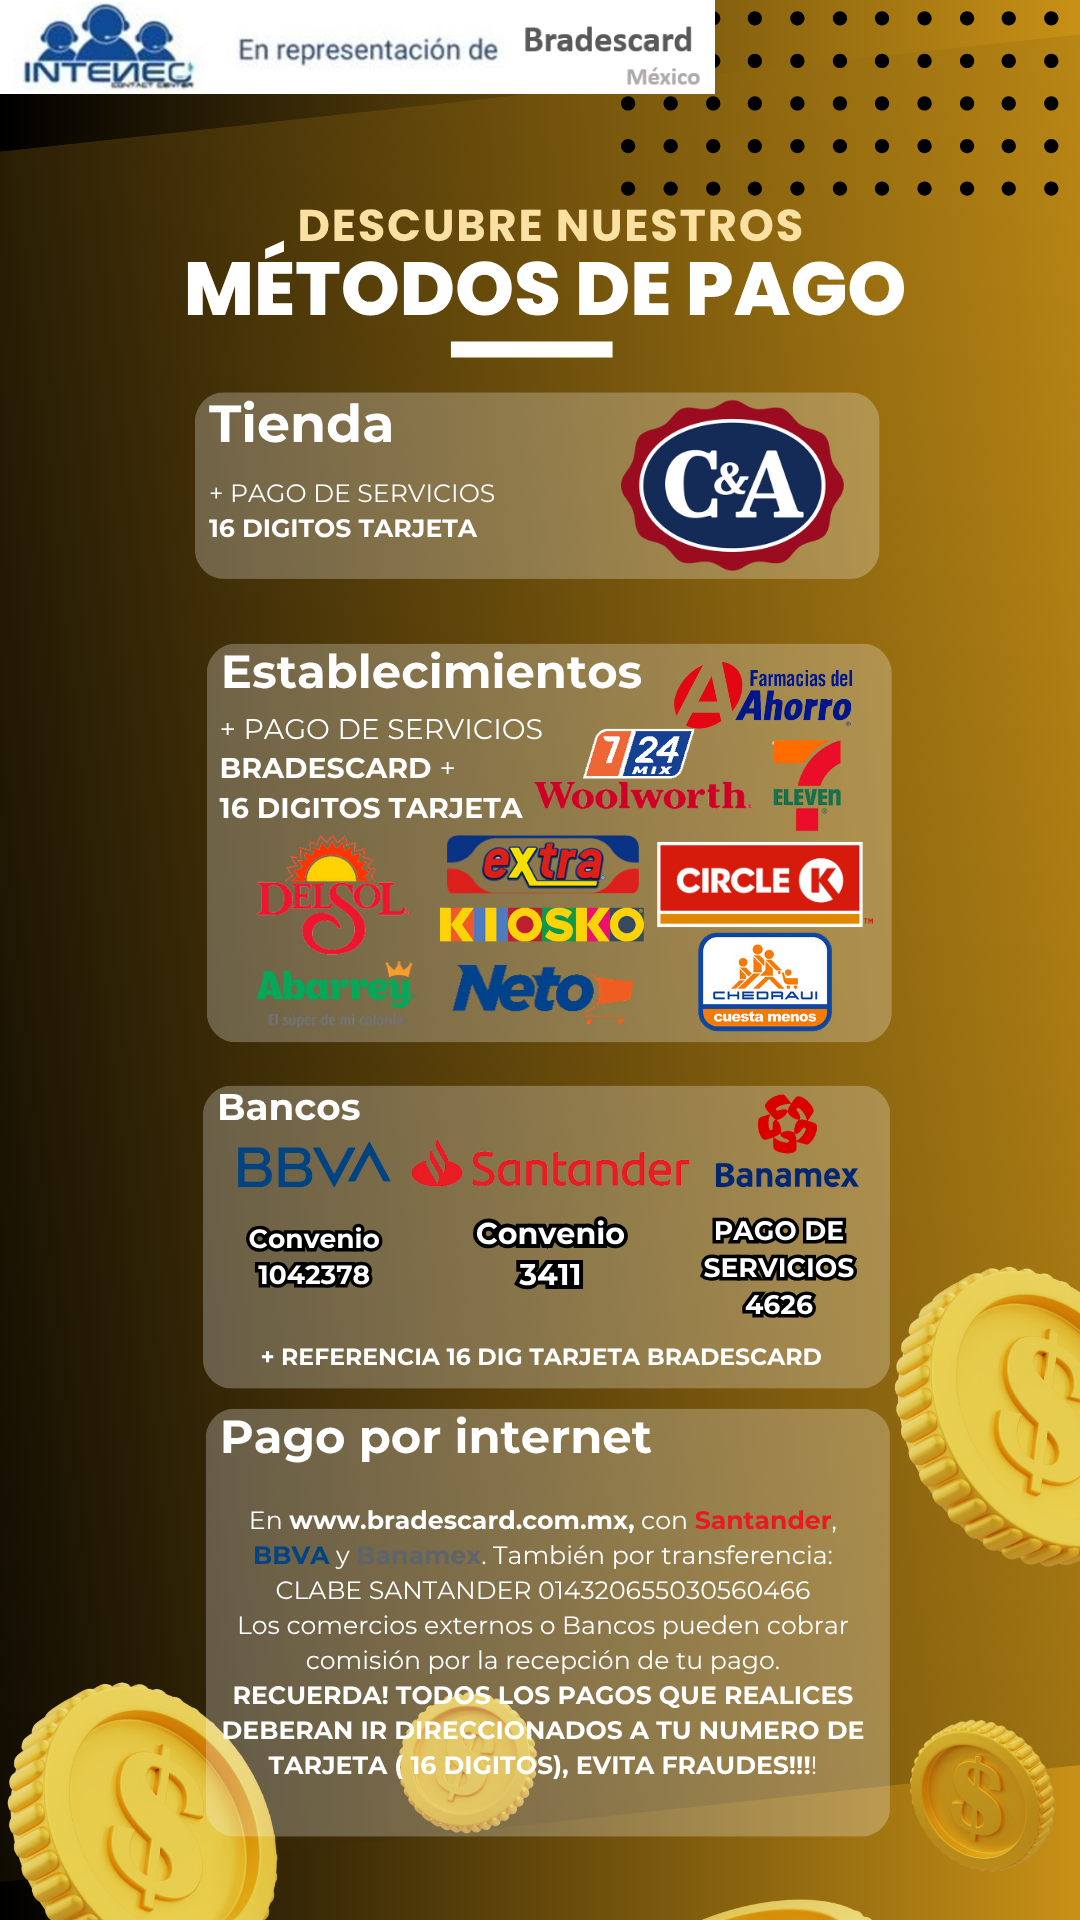 INTENEC
CONTACT CENTER
En representación de
Bradescard
México
DESCUBRE NUESTROS
MÉTODOS DE PAGO
Tienda
+ PAGO DE SERVICIOS
16 DIGITOS TARJETA
C&A
Establecimientos
+ PAGO DE SERVICIOS
BRADESCARD +
16 DIGITOS TARJETA
Farmacias del
Ahorro
7 24
MIX
Woolworth
7
ELEVEn
DELSOL
extra
KIOSKO
CIRCLE K
Abarrey
El super de mi colonia
Neto
CHEDRAUI
cuesta menos
Bancos
BBVA
Santander
Banamex
Convenio
1042378
Convenio
3411
PAGO DE
SERVICIOS
4626
+ REFERENCIA 16 DIG TARJETA BRADESCARD
Pago por internet
En www.bradescard.com.mx, con Santander,
BBVA y Banamex. También por transferencia:
CLABE SANTANDER 014320655030560466
Los comercios externos o Bancos pueden cobrar
comisión por la recepción de tu pago.
RECUERDA! TODOS LOS PAGOS QUE REALICES
DEBERAN IR DIRECCIONADOS A TU NUMERO DE
TARJETA ( 16 DIGITOS), EVITA FRAUDES!!!!